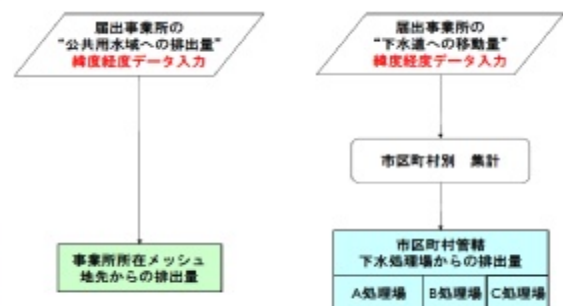 届出事業所の
“公共用水域への排出量”
緯度経度データ入力
事業所所在メッシュ
地先からの排出量
届出事業所の
“下水道への移動量”
緯度経度データ入力
市区町村別 集計
市区町村管轄
下水処理場からの排出量
A処理場 B処理場 C処理場